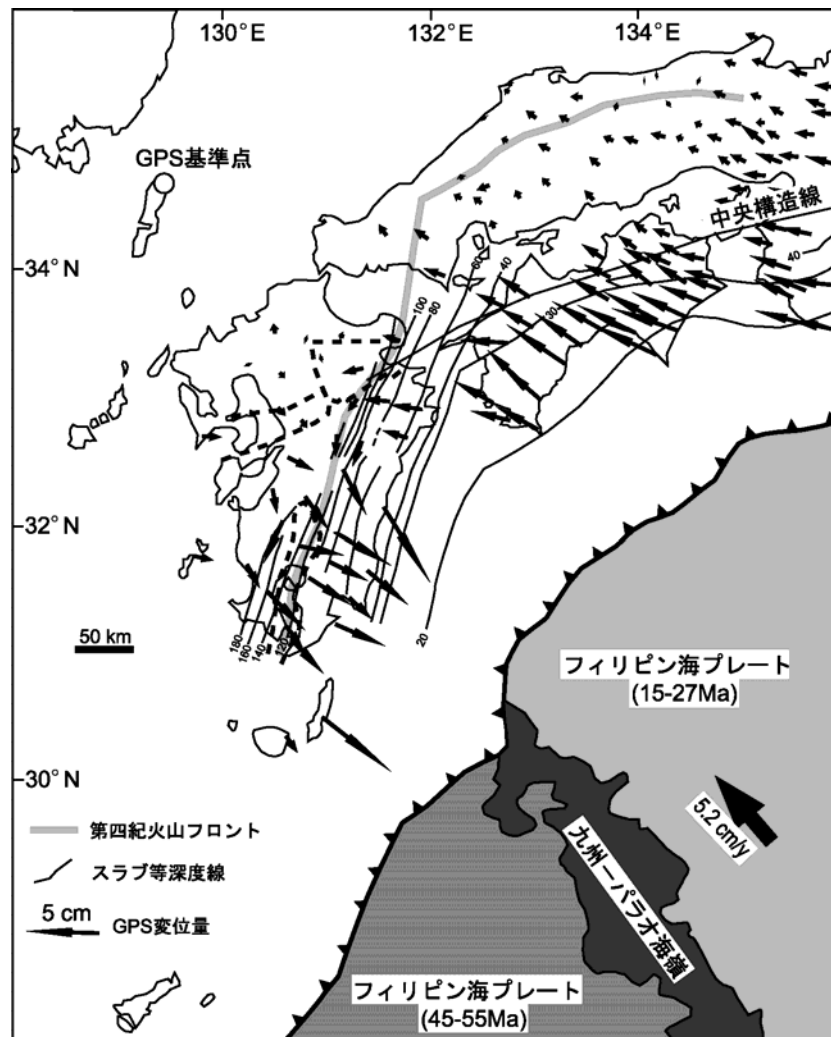 130°E
132°E
134°E
GPS基準点
中央構造線
40
34°N
60
40
100
80
30
32°N
50 km
180
160
140
120
20
フィリピン海プレート
(15-27Ma)
30°N
5.2 cm/y
第四紀火山フロント
スラブ等深度線
九州ーパラオ海嶺
5 cm
GPS変位量
フィリピン海プレート
(45-55Ma)